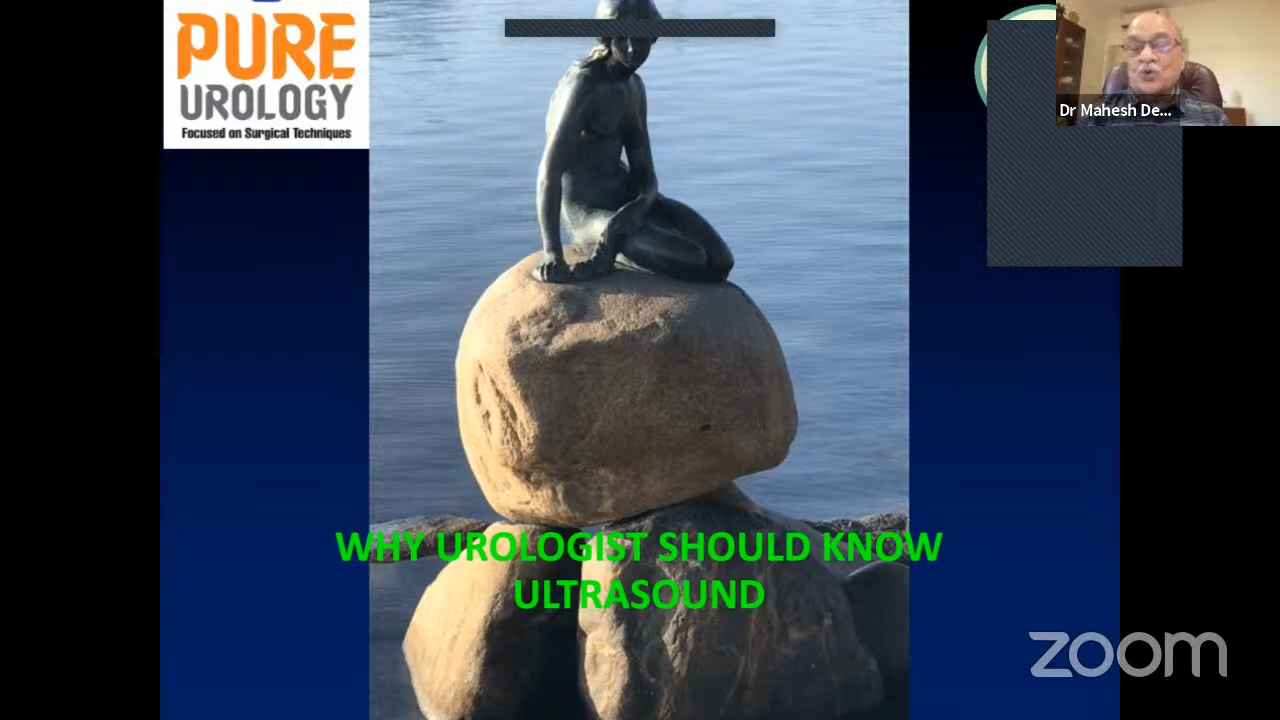 PURE
UROLOGY
Focused on Surgical Techniques
Dr Mahesh De...
WHY UROLOGIST SHOULD KNOW
ULTRASOUND
zoom